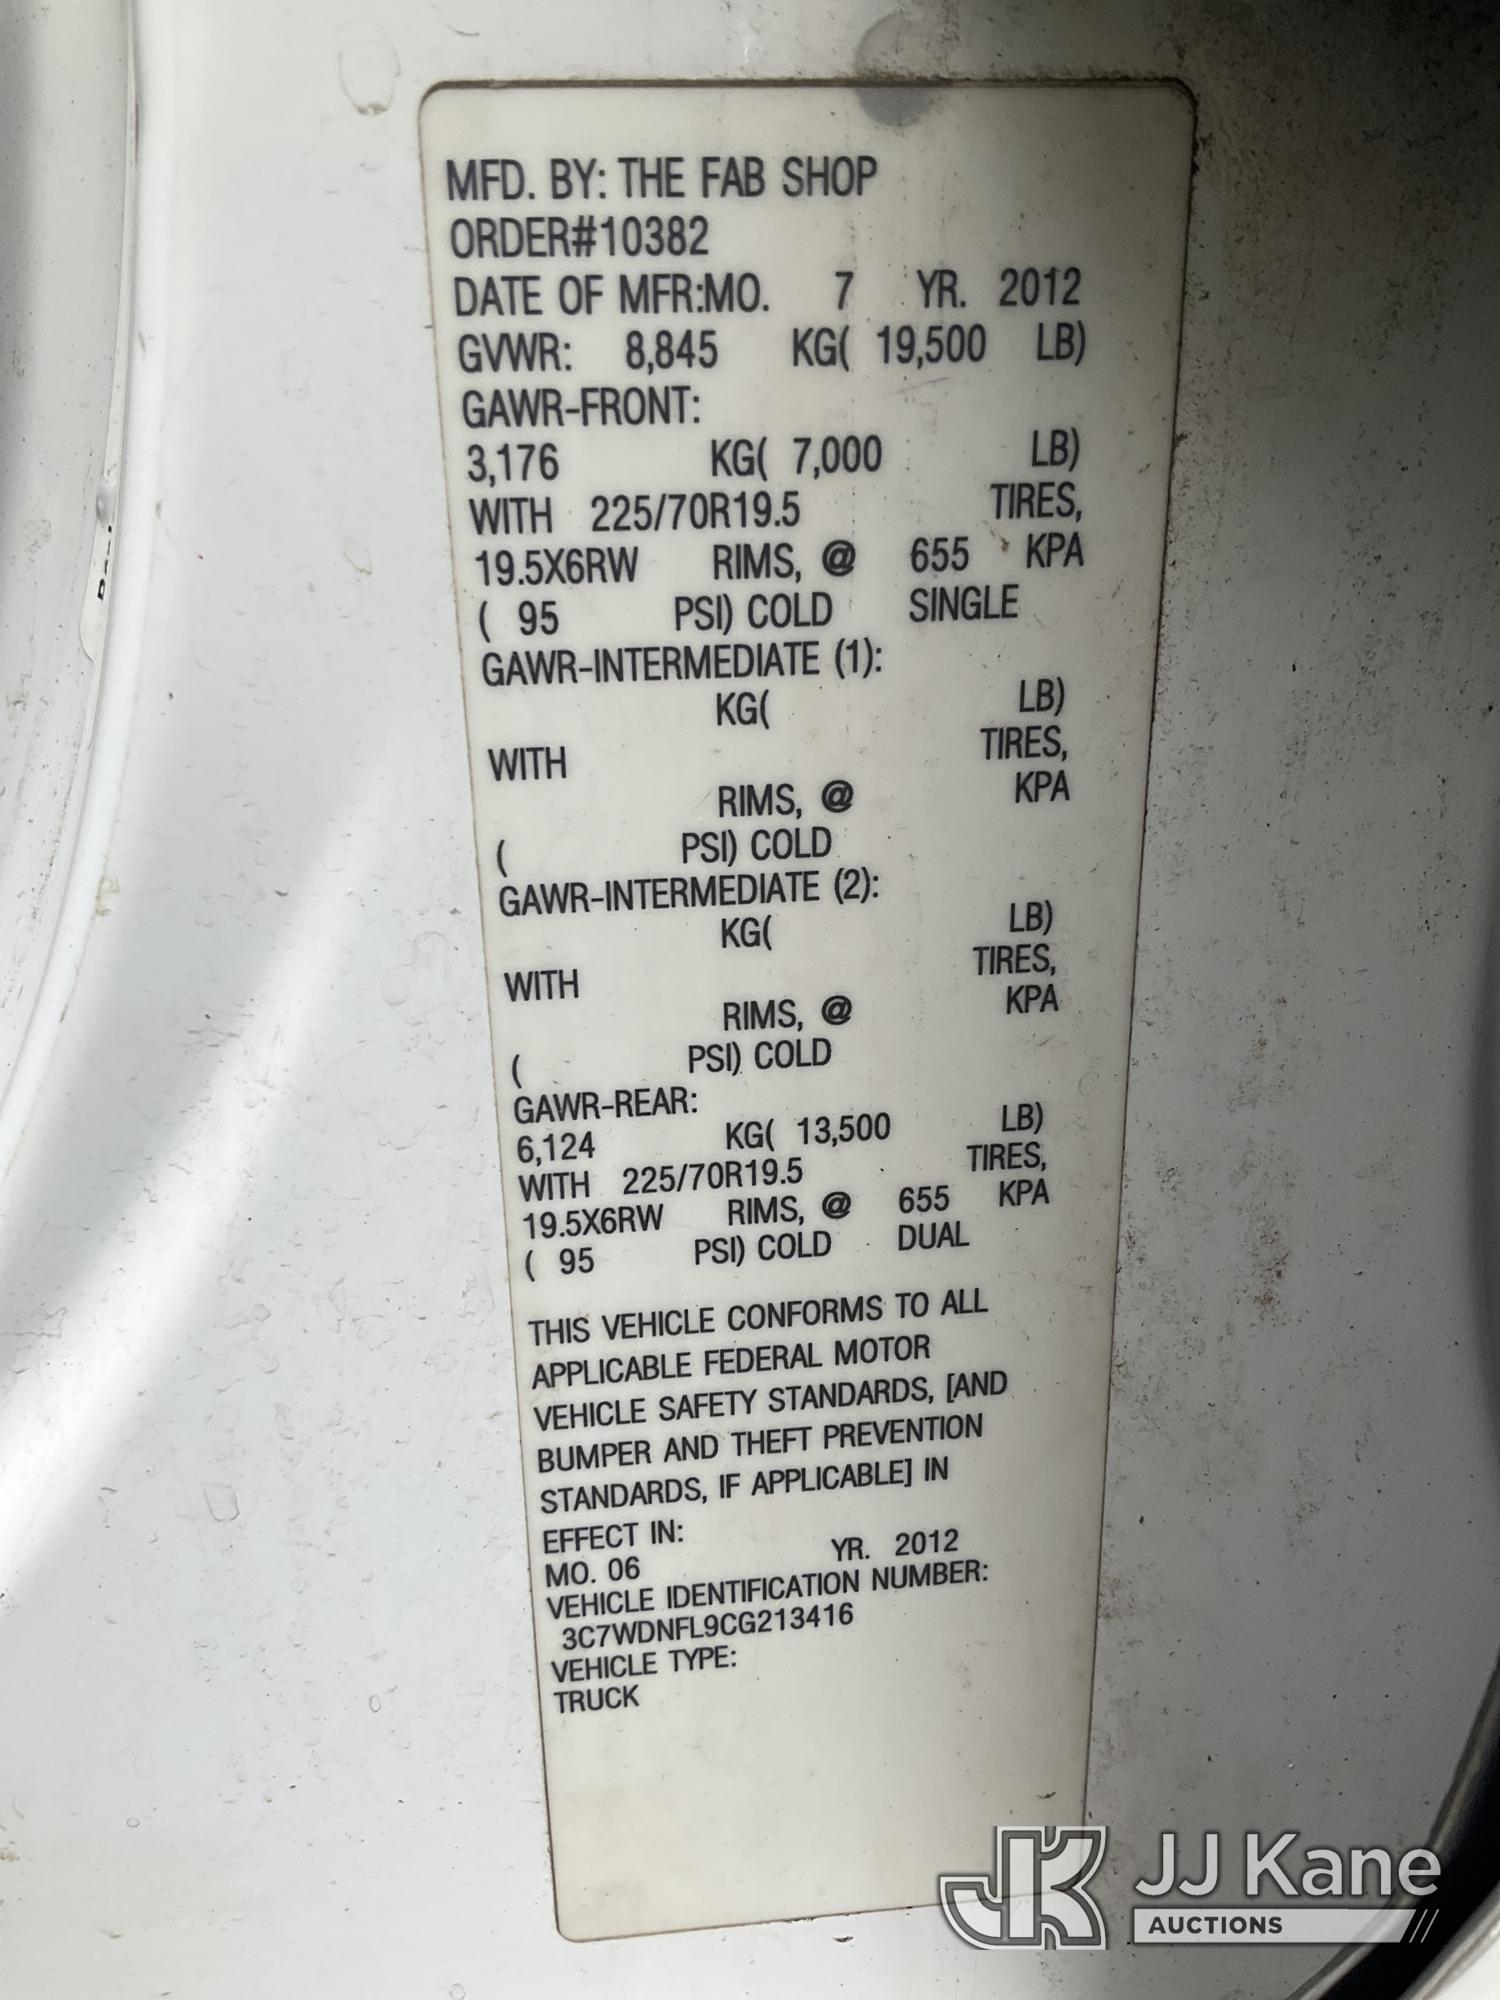 MFD. BY: THE FAB SHOP
ORDER#10382
DATE OF MFR:MO. 7 YR. 2012
GVWR: 8,845 KG( 19,500 LB)
GAWR-FRONT:
3,176 KG( 7,000 LB)
WITH 225/70R19.5 TIRES,
19.5X6RW RIMS, @ 655 KPA
( 95 PSI) COLD SINGLE
GAWR-INTERMEDIATE (1):
KG( LB)
WITH TIRES,
RIMS, @ KPA
( PSI) COLD
GAWR-INTERMEDIATE (2):
KG( LB)
WITH TIRES,
RIMS, @ KPA
( PSI) COLD
GAWR-REAR:
6,124 KG( 13,500 LB)
WITH 225/70R19.5 TIRES,
19.5X6RW RIMS, @ 655 KPA
( 95 PSI) COLD DUAL
THIS VEHICLE CONFORMS TO ALL
APPLICABLE FEDERAL MOTOR
VEHICLE SAFETY STANDARDS, [AND
BUMPER AND THEFT PREVENTION
STANDARDS, IF APPLICABLE] IN
EFFECT IN:
MO. 06 YR. 2012
VEHICLE IDENTIFICATION NUMBER:
3C7WDNFL9CG213416
VEHICLE TYPE:
TRUCK
JK JJ Kane
AUCTIONS